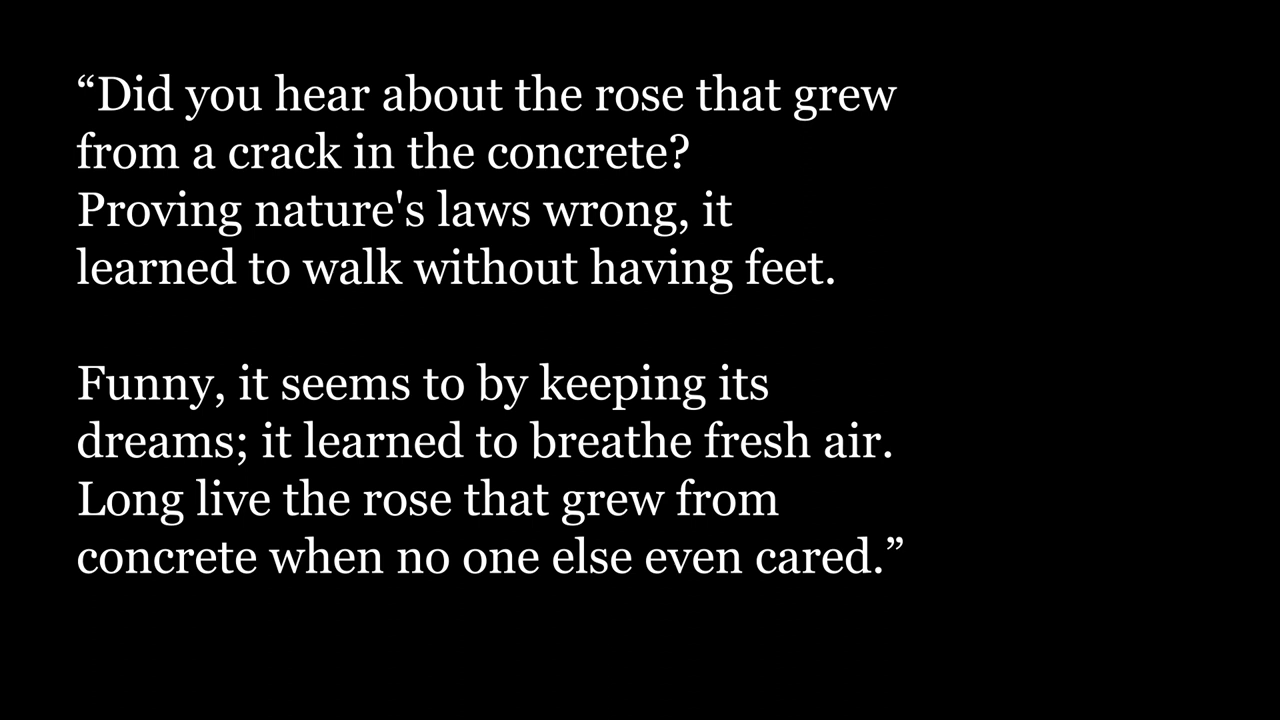 “Did you hear about the rose that grew
from a crack in the concrete?
Proving nature's laws wrong, it
learned to walk without having feet.
Funny, it seems to by keeping its
dreams; it learned to breathe fresh air.
Long live the rose that grew from
concrete when no one else even cared.”